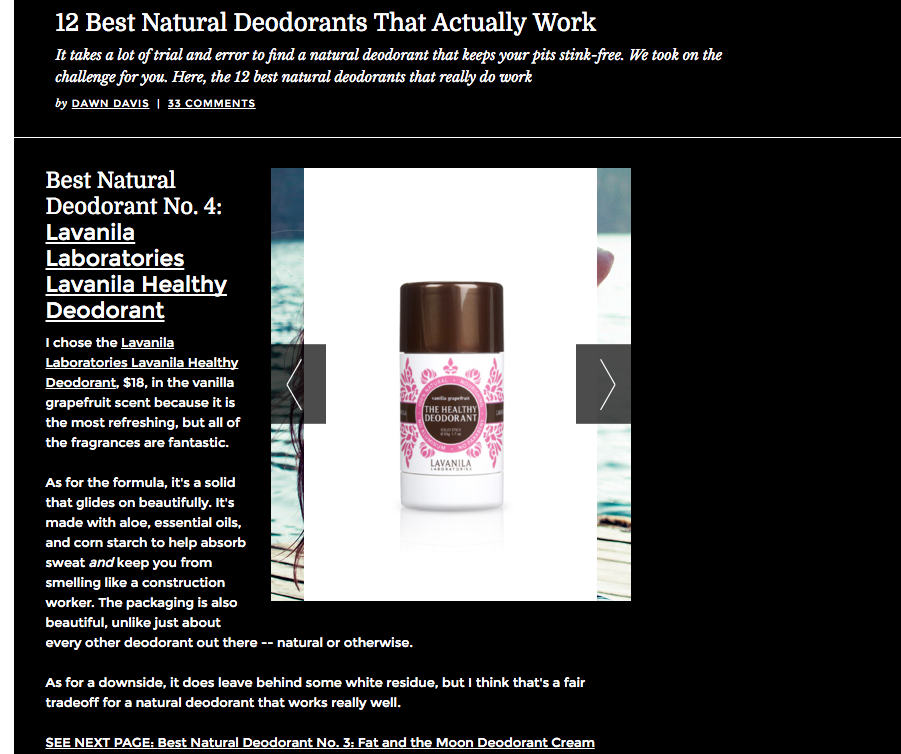 12 Best Natural Deodorants That Actually Work
It takes a lot of trial and error to find a natural deodorant that keeps your pits stink-free. We took on the
challenge for you. Here, the 12 best natural deodorants that really do work
by DAWN DAVIS | 33 COMMENTS
Best Natural
Deodorant No. 4:
Lavanila
Laboratories
Lavanila Healthy
Deodorant
I chose the Lavanila
Laboratories Lavanila Healthy
Deodorant, $18, in the vanilla
grapefruit scent because it is
the most refreshing, but all of
the fragrances are fantastic.
As for the formula, it's a solid
that glides on beautifully. It's
made with aloe, essential oils,
and corn starch to help absorb
sweat and keep you from
smelling like a construction
worker. The packaging is also
beautiful, unlike just about
every other deodorant out there -- natural or otherwise.
As for a downside, it does leave behind some white residue, but I think that's a fair
tradeoff for a natural deodorant that works really well.
SEE NEXT PAGE: Best Natural Deodorant No. 3: Fat and the Moon Deodorant Cream
vanilla grapefruit
THE HEALTHY
DEODORANT
LAVANILA
LABORATORIES